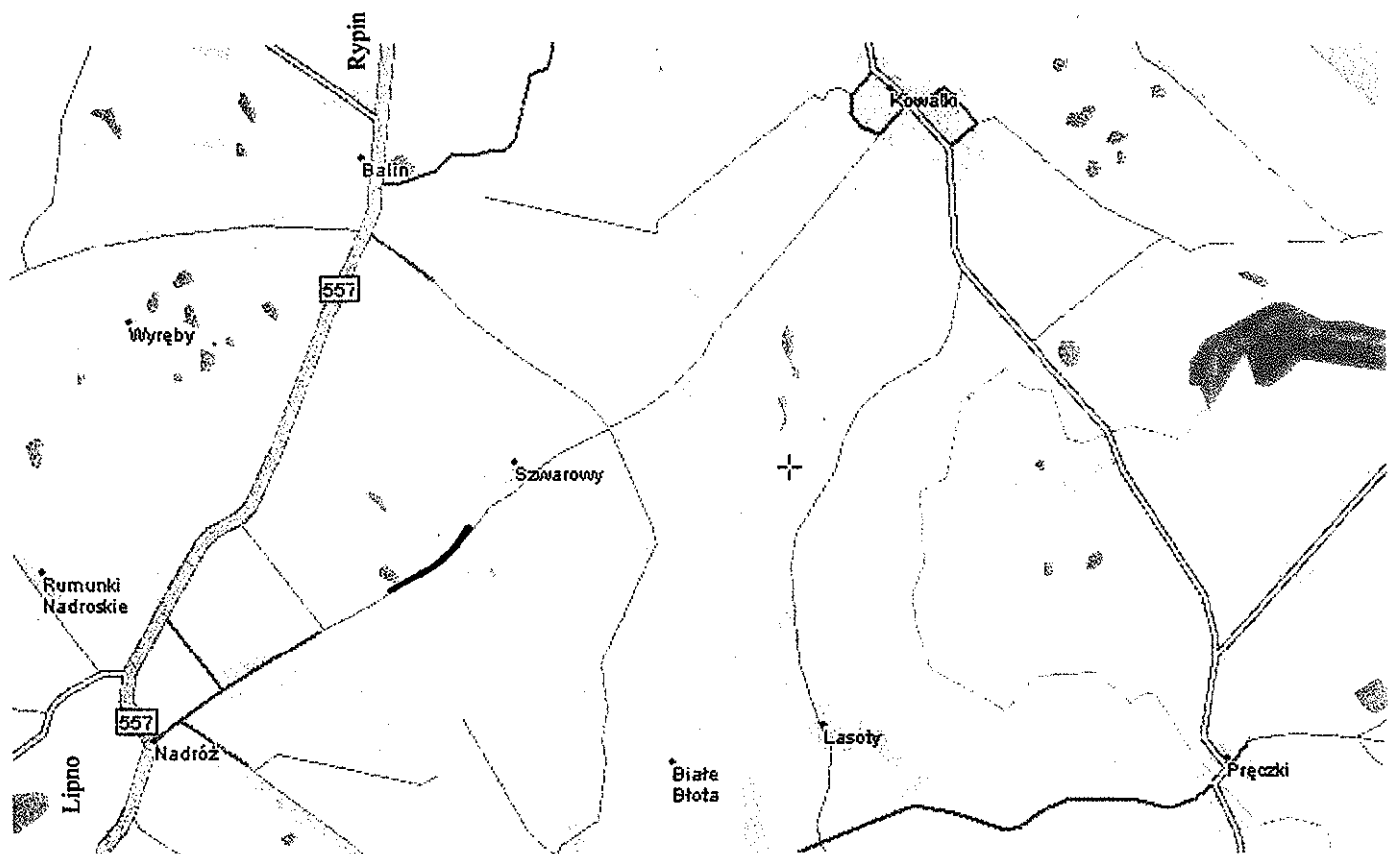 Rypin
Kowalki
Balin
557
Wyręby
Szwarowy
Rumunki
Nadroskie
557
Nadróż
Lasoty
Białe
Błota
Pręczki
Lipno